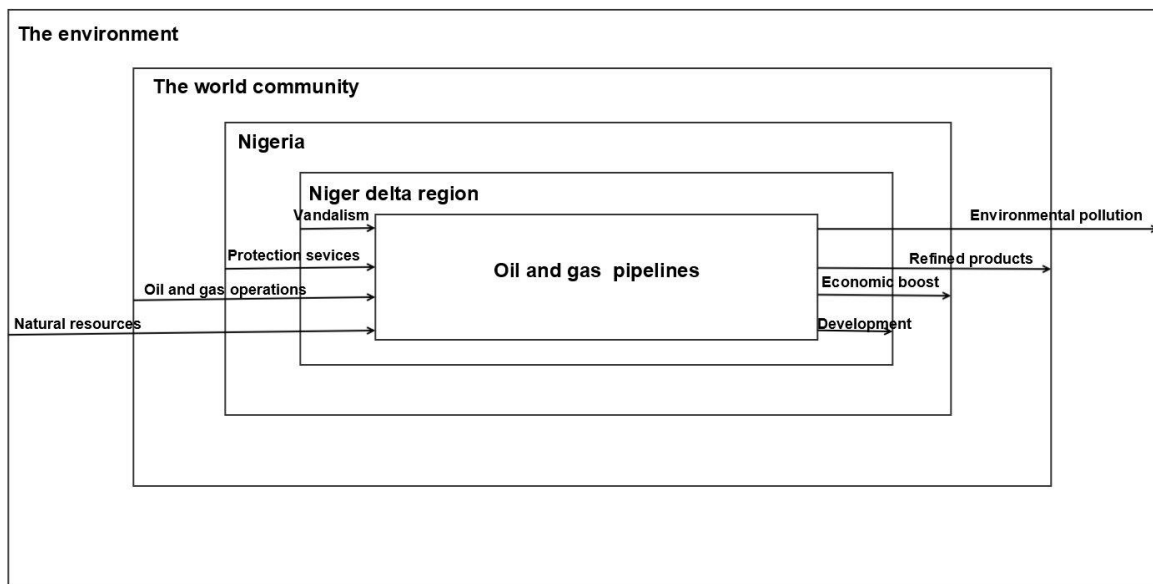 The environment
The world community
Nigeria
Niger delta region
Vandalism
Environmental pollution
Protection sevices
Refined products
Oil and gas pipelines
Oil and gas operations
Economic boost
Natural resources
Development